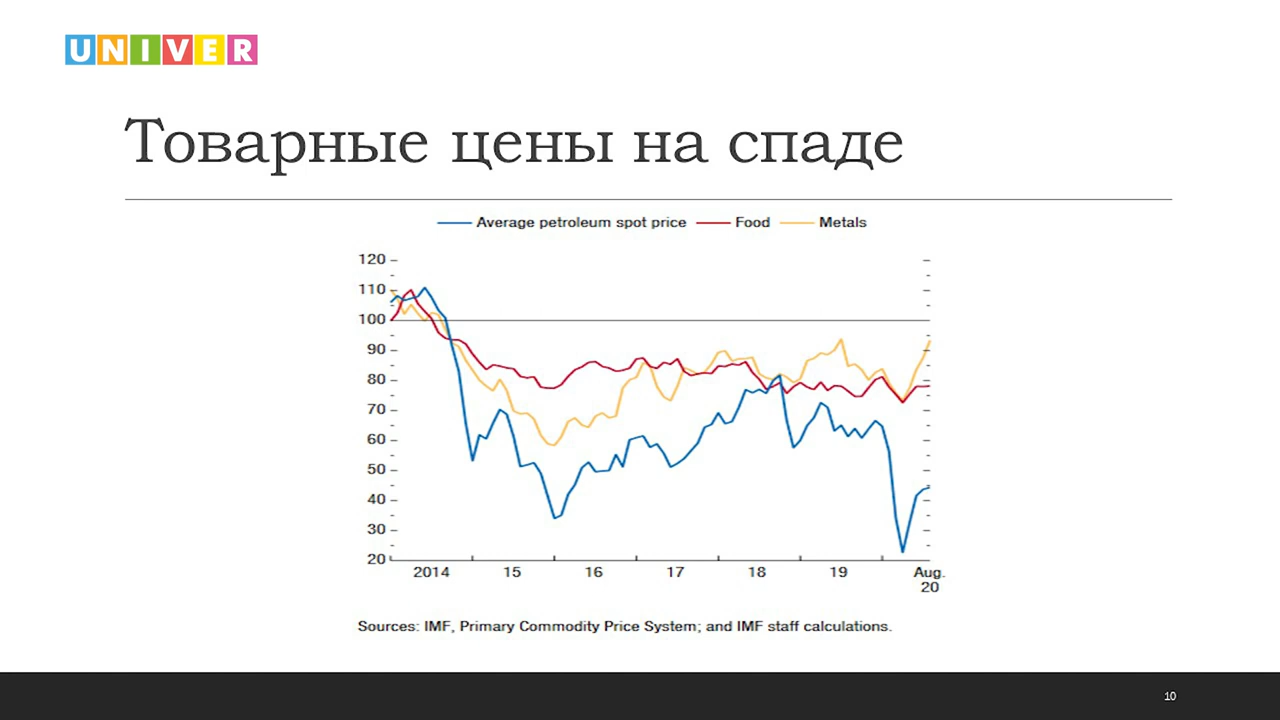 UNIVER
Товарные цены на спаде
Average petroleum spot price Food Metals
120
110
100
90
80
70
60
50
40
30
20
2014 15 16 17 18 19 Aug.
20
Sources: IMF, Primary Commodity Price System; and IMF staff calculations.
10